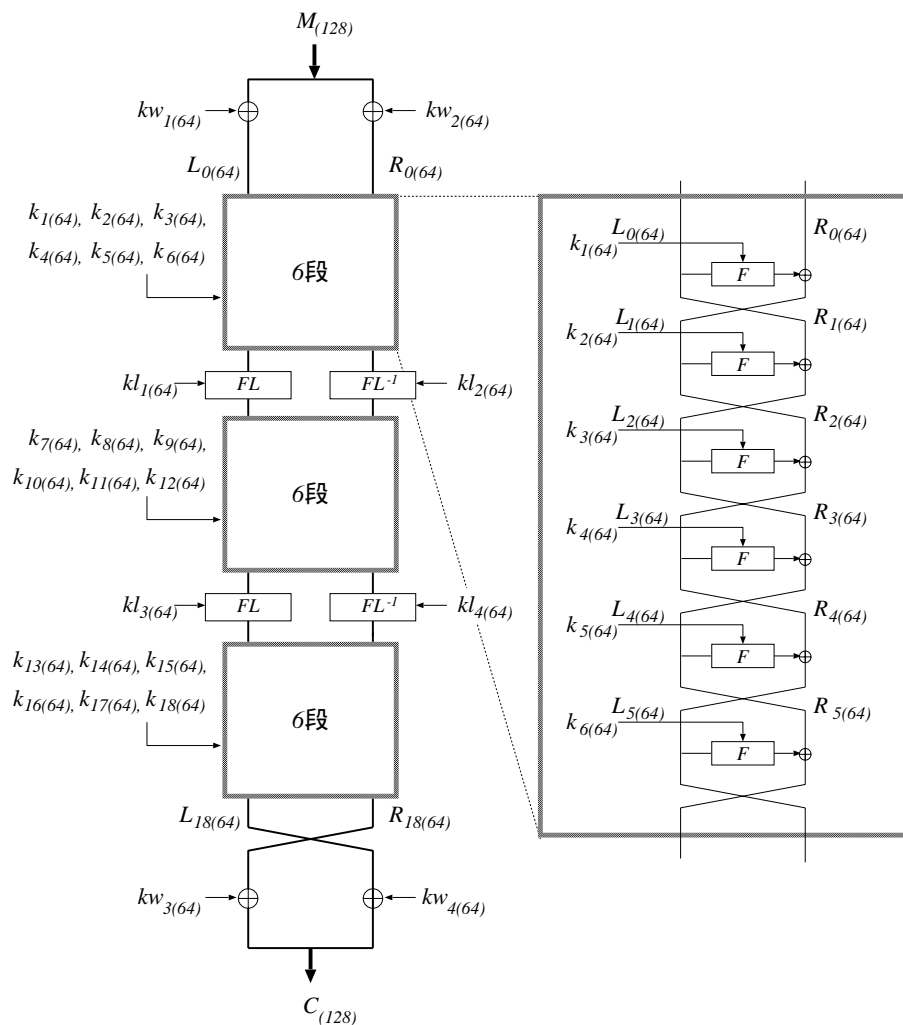 M(128)
kw1(64) kw2(64)
L0(64) R0(64)
k1(64), k2(64), k3(64),
k4(64), k5(64), k6(64)
6段
kl1(64) FL FL-1 kl2(64)
k7(64), k8(64), k9(64),
k10(64), k11(64), k12(64)
6段
kl3(64) FL FL-1 kl4(64)
k13(64), k14(64), k15(64),
k16(64), k17(64), k18(64)
6段
L18(64) R18(64)
kw3(64) kw4(64)
C(128)
L0(64) R0(64)
k1(64)
F
L1(64) R1(64)
k2(64)
F
L2(64) R2(64)
k3(64)
F
L3(64) R3(64)
k4(64)
F
L4(64) R4(64)
k5(64)
F
L5(64) R5(64)
k6(64)
F